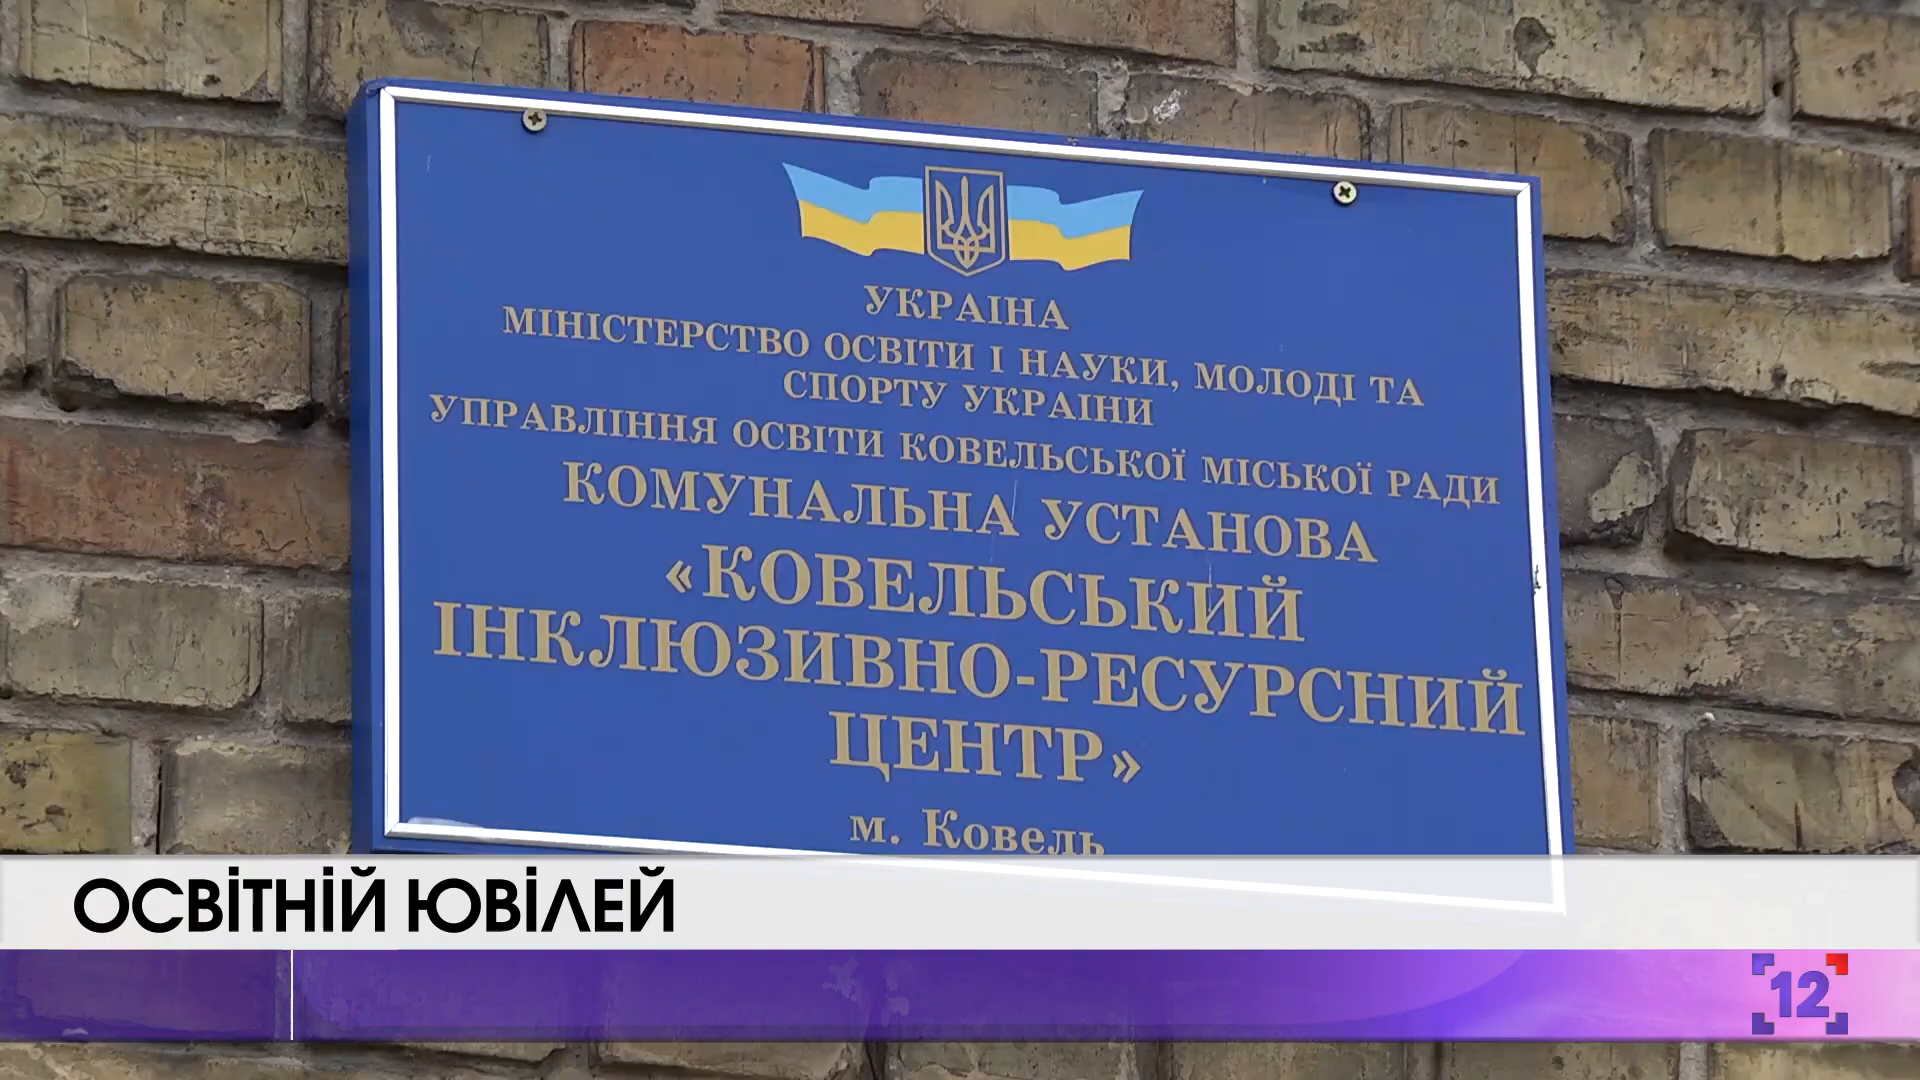 УКРАЇНА
МІНІСТЕРСТВО ОСВІТИ І НАУКИ, МОЛОДІ ТА
СПОРТУ УКРАЇНИ
УПРАВЛІННЯ ОСВІТИ КОВЕЛЬСЬКОЇ МІСЬКОЇ РАДИ
КОМУНАЛЬНА УСТАНОВА
«КОВЕЛЬСЬКИЙ
ІНКЛЮЗИВНО-РЕСУРСНИЙ
ЦЕНТР»
м. Ковель
ОСВІТНІЙ ЮВІЛЕЙ
12